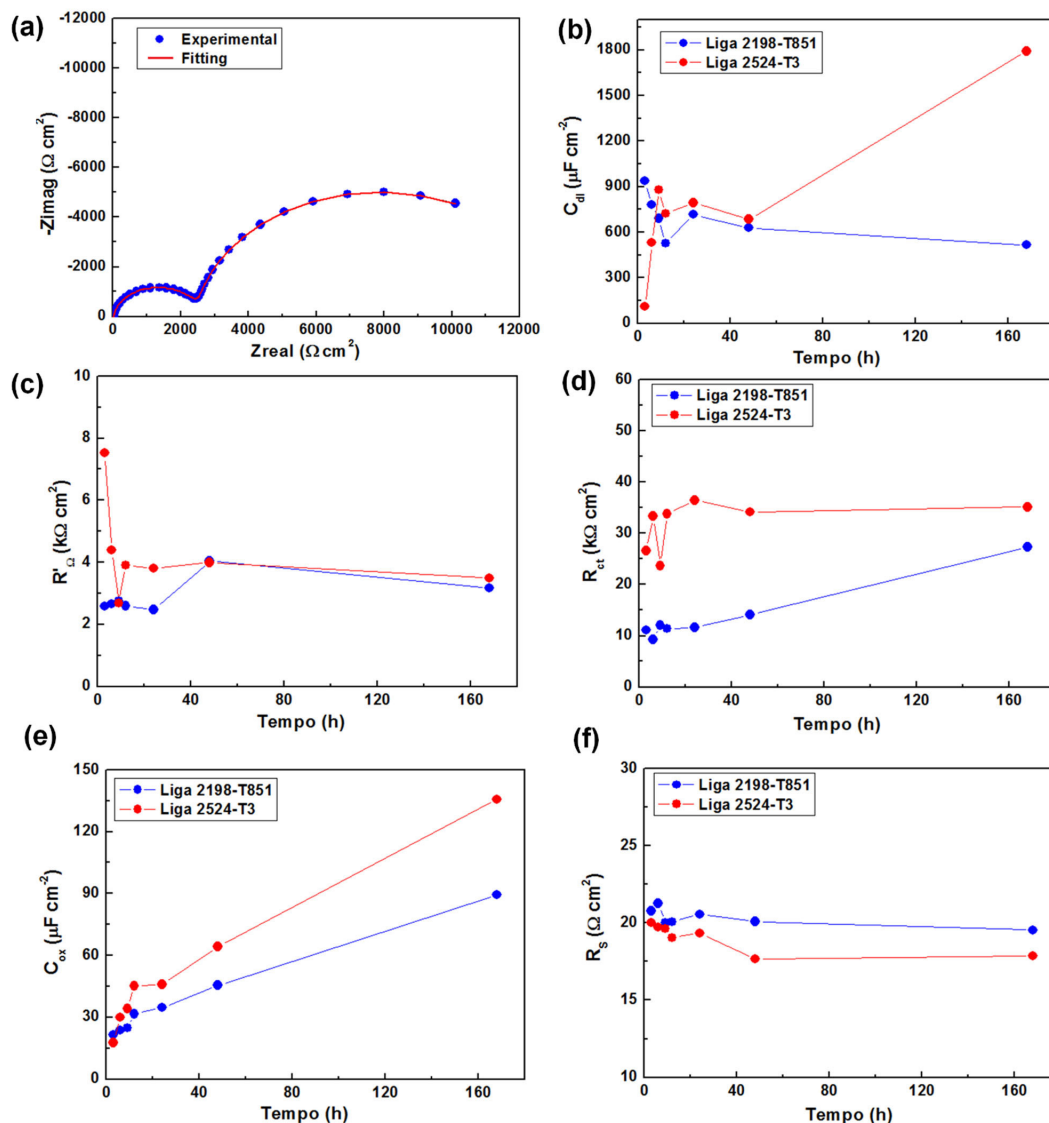 (a)
-12000
-10000
-8000
-6000
-4000
-2000
0
-Zimag (Ω cm²)
Experimental
Fitting
0 2000 4000 6000 8000 10000 12000
Zreal (Ω cm²)
(b)
1800
1500
1200
900
600
300
0
C_dl (µF cm⁻²)
Liga 2198-T851
Liga 2524-T3
0 40 80 120 160
Tempo (h)
(c)
10
8
6
4
2
0
R'_Ω (kΩ cm²)
0 40 80 120 160
Tempo (h)
(d)
60
50
40
30
20
10
0
R_ct (kΩ cm²)
Liga 2198-T851
Liga 2524-T3
0 40 80 120 160
Tempo (h)
(e)
150
120
90
60
30
0
C_ox (µF cm⁻²)
Liga 2198-T851
Liga 2524-T3
0 40 80 120 160
Tempo (h)
(f)
30
25
20
15
10
R_S (Ω cm²)
Liga 2198-T851
Liga 2524-T3
0 40 80 120 160
Tempo (h)